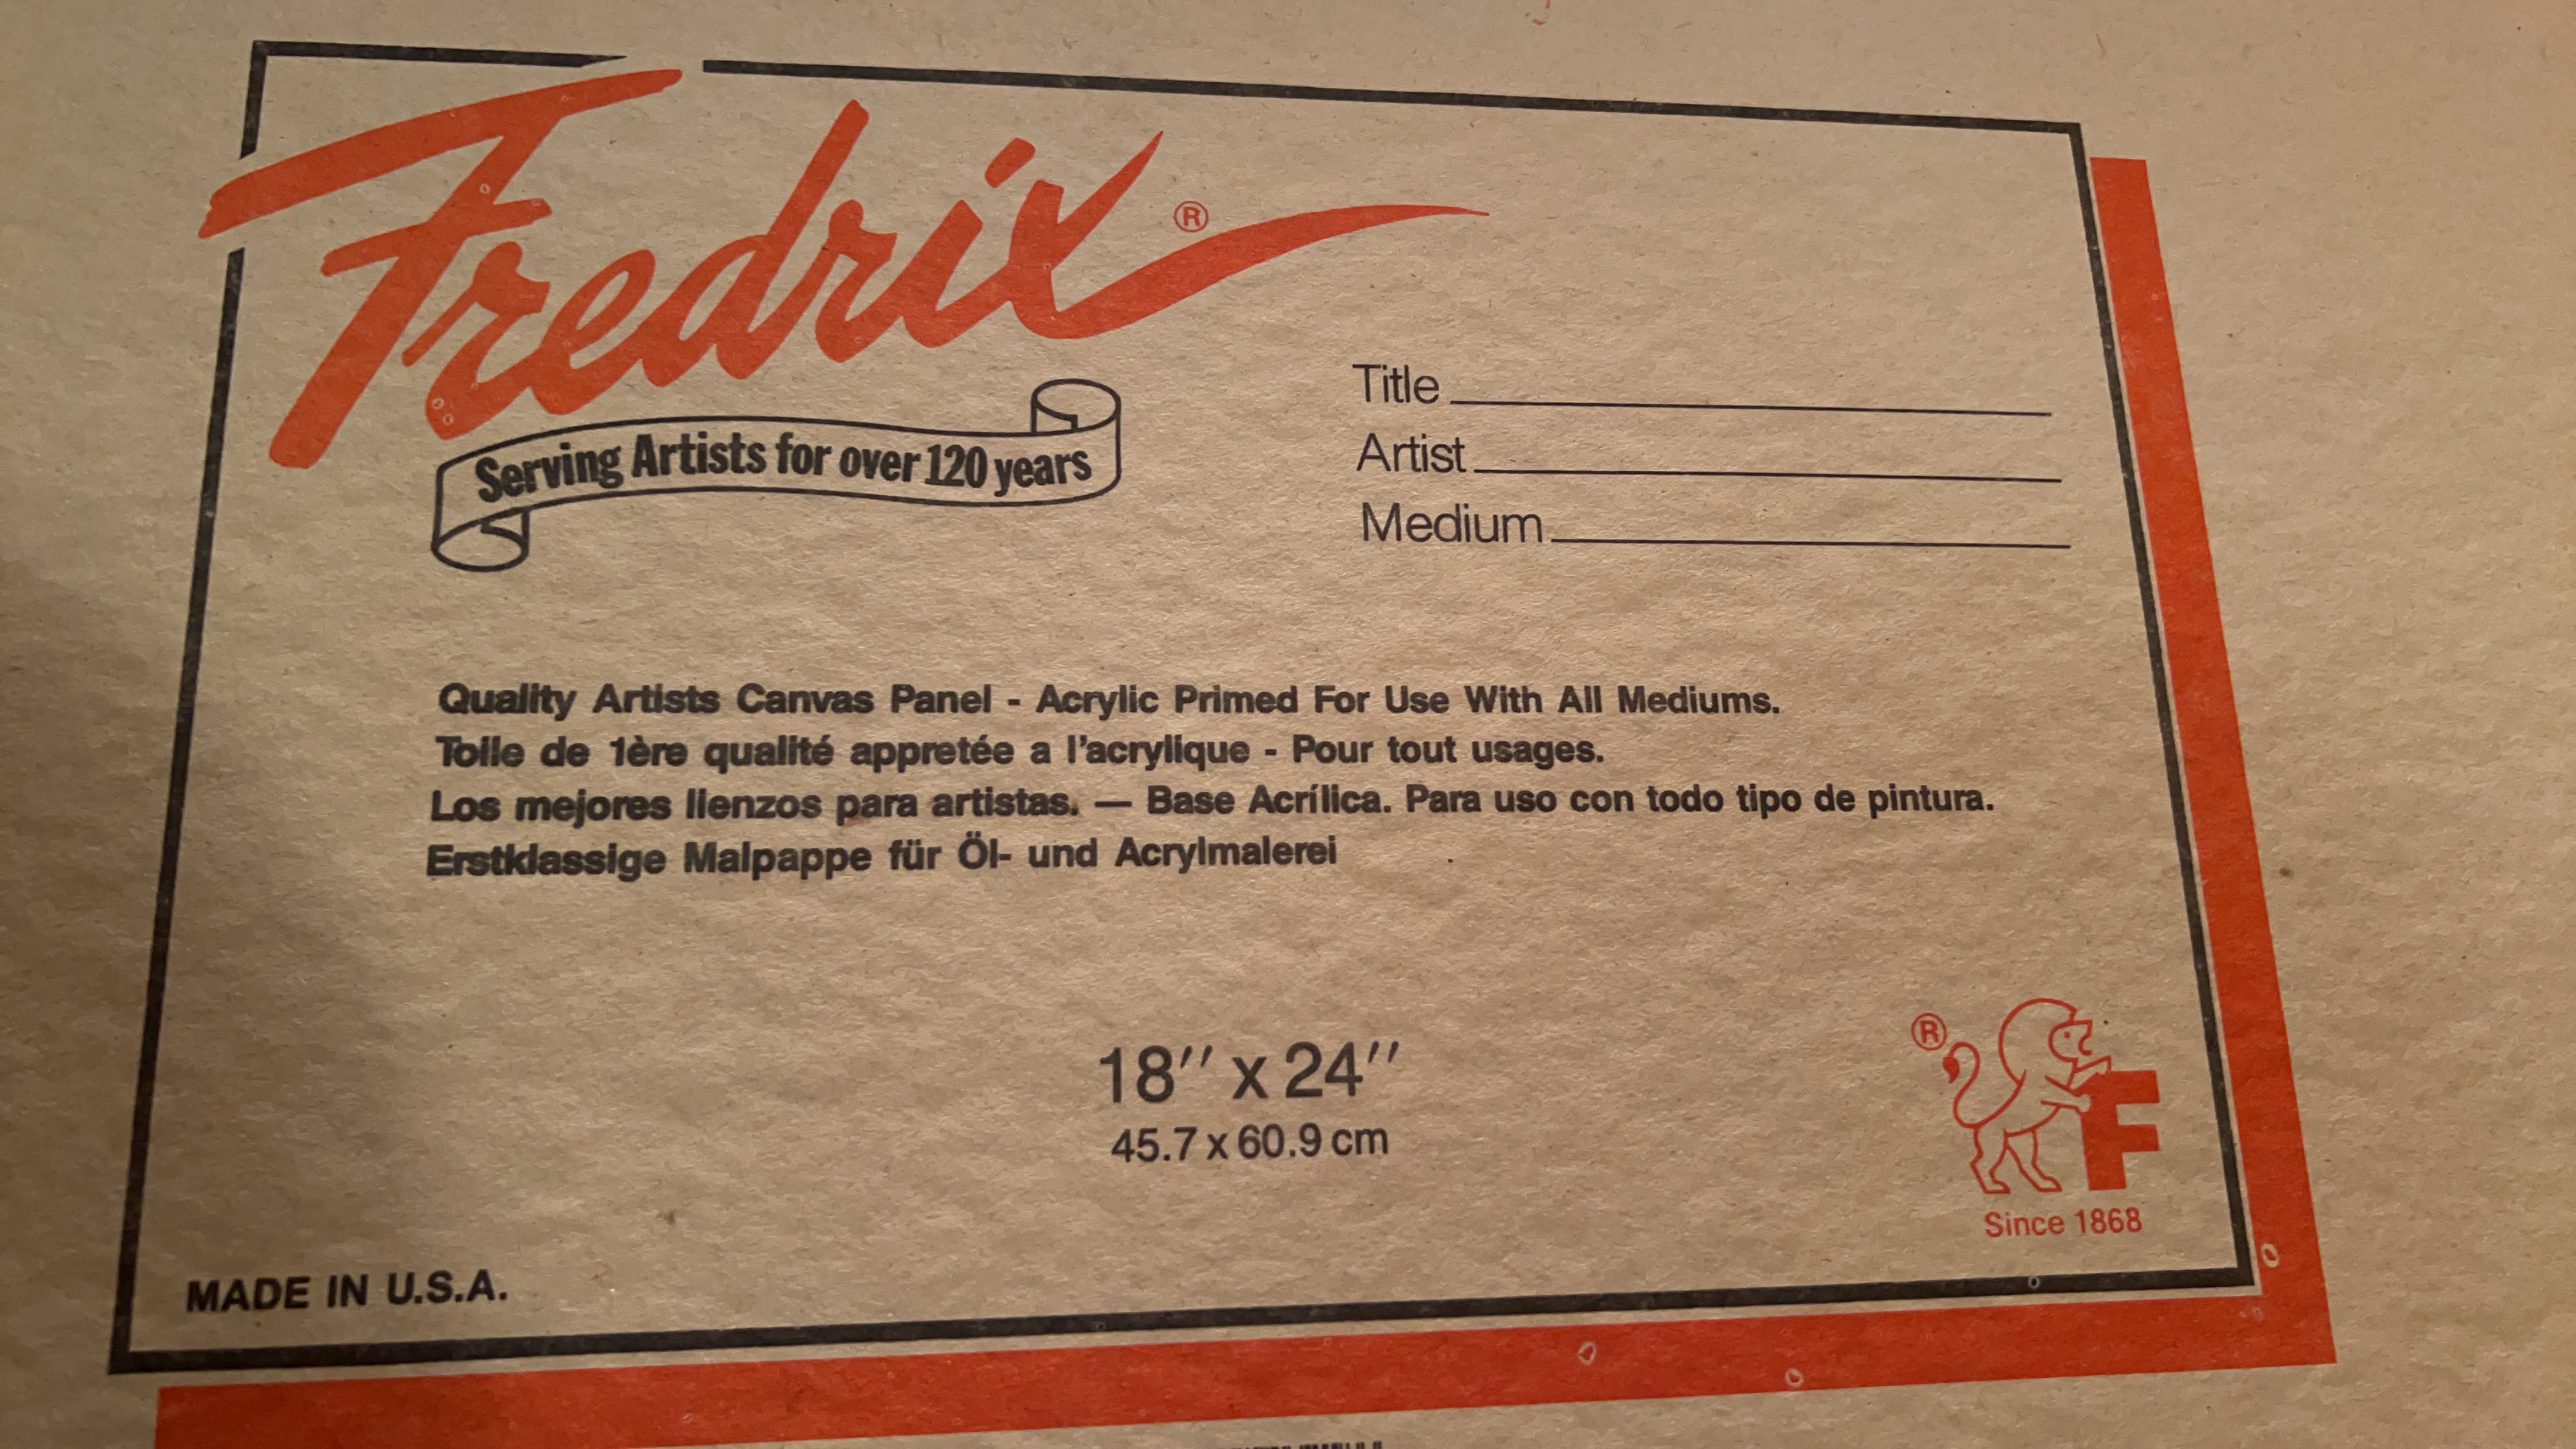 Fredrix®
Serving Artists for over 120 years
Title
Artist
Medium
Quality Artists Canvas Panel - Acrylic Primed For Use With All Mediums.
Toile de 1ère qualité appretée a l'acrylique - Pour tout usages.
Los mejores lienzos para artistas. — Base Acrílica. Para uso con todo tipo de pintura.
Erstklassige Malpappe für Öl- und Acrylmalerei
18" x 24"
45.7 x 60.9 cm
®
F
Since 1868
MADE IN U.S.A.